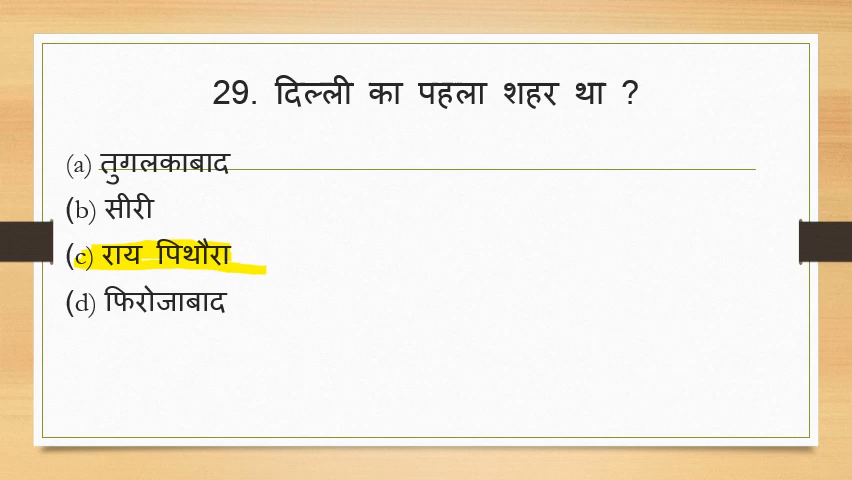 29. दिल्ली का पहला शहर था ?
(a) तुगलकाबाद
(b) सीरी
(c) राय पिथौरा
(d) फिरोजाबाद